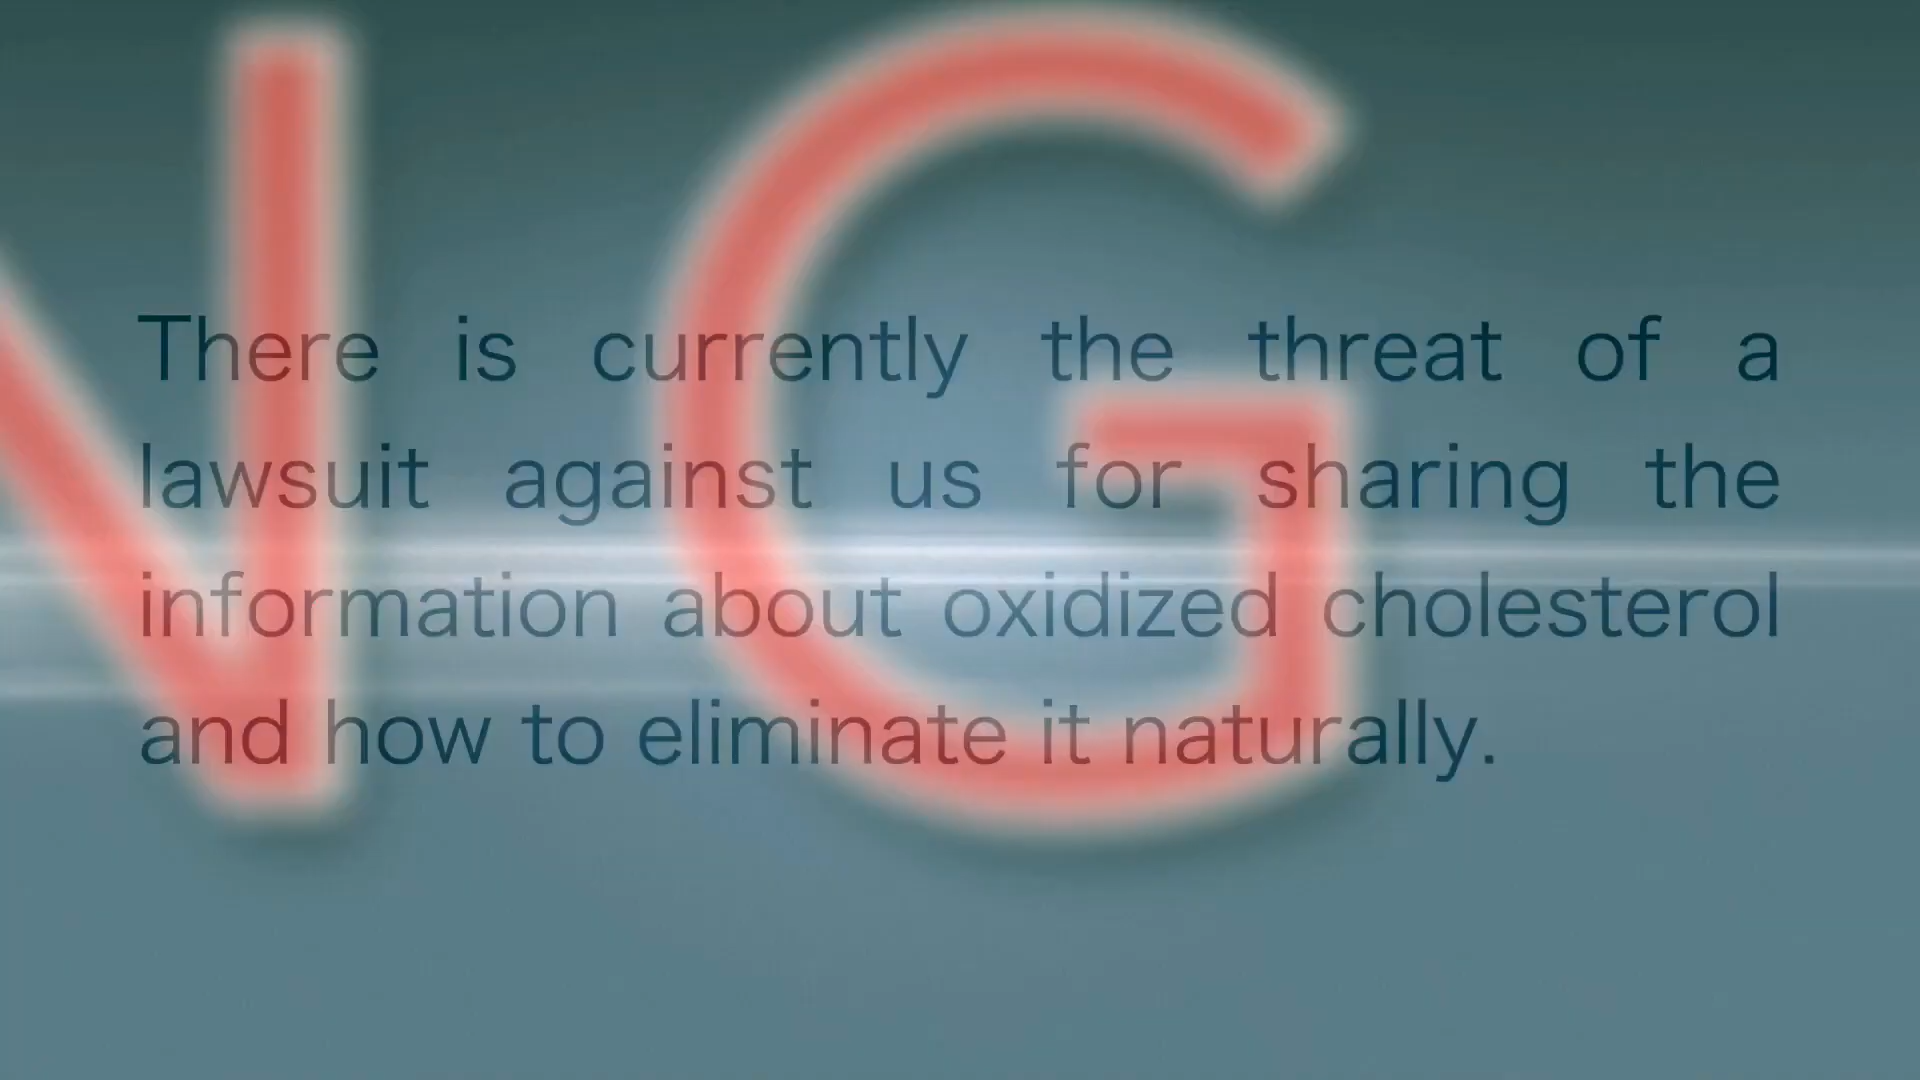 NG
There is currently the threat of a
lawsuit against us for sharing the
information about oxidized cholesterol
and how to eliminate it naturally.